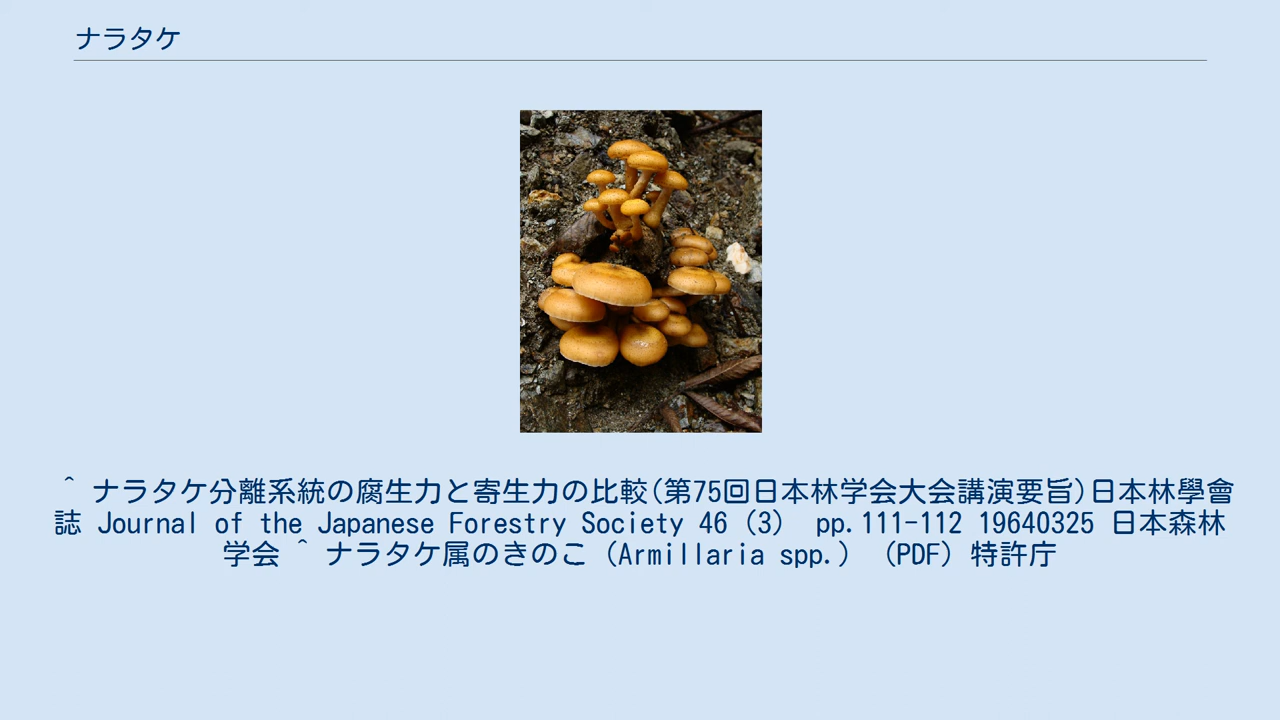 ナラタケ
＾ ナラタケ分離系統の腐生力と寄生力の比較(第75回日本林学会大会講演要旨)日本林學會
誌 Journal of the Japanese Forestry Society 46（3） pp.111-112 19640325 日本森林
学会 ＾ ナラタケ属のきのこ（Armillaria spp.）（PDF）特許庁